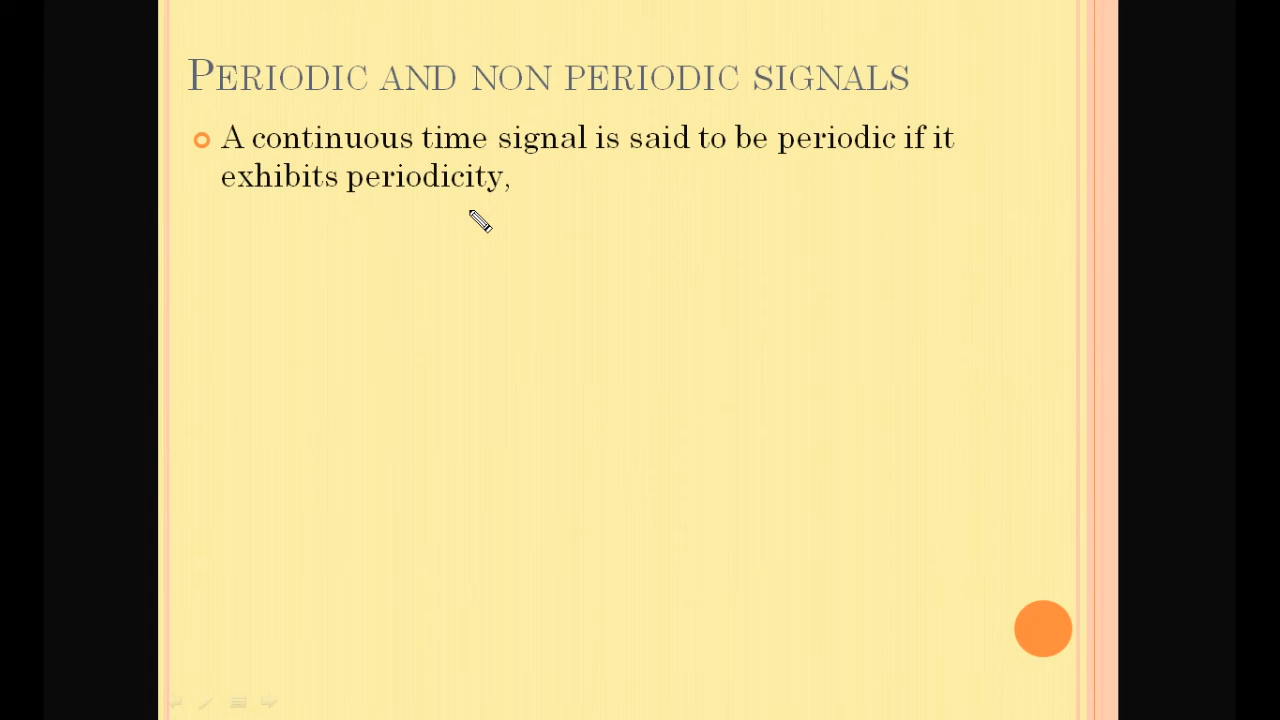 PERIODIC AND NON PERIODIC SIGNALS
A continuous time signal is said to be periodic if it
exhibits periodicity,